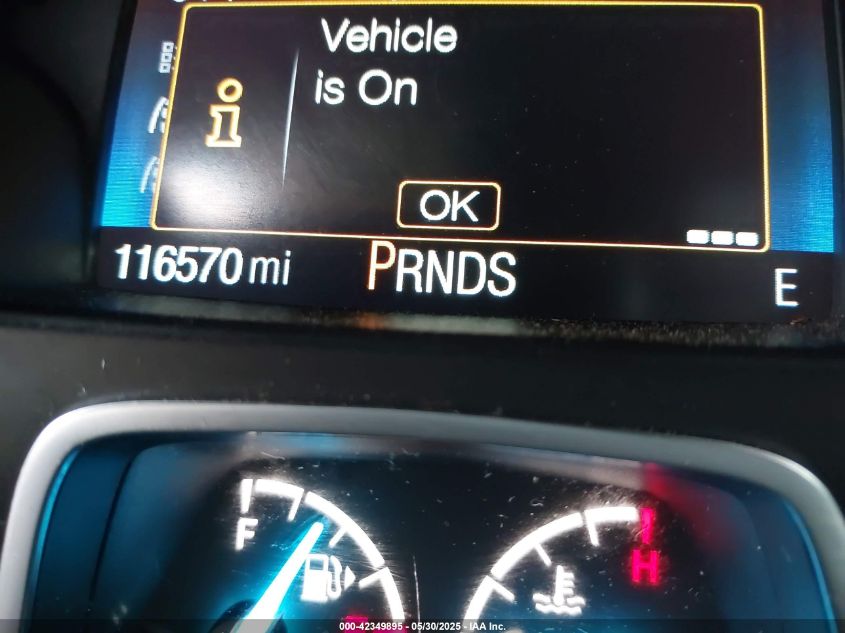 Vehicle
is On
OK
116570 mi PRNDS E
F
H
000-42349895 - 05/30/2025 - IAA Inc.